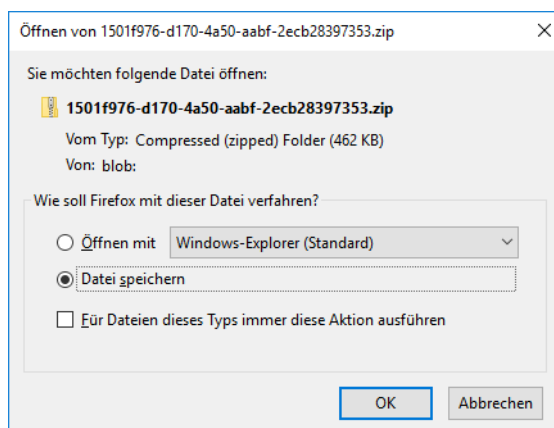 Öffnen von 1501f976-d170-4a50-aabf-2ecb28397353.zip
Sie möchten folgende Datei öffnen:
1501f976-d170-4a50-aabf-2ecb28397353.zip
Vom Typ: Compressed (zipped) Folder (462 KB)
Von: blob:
Wie soll Firefox mit dieser Datei verfahren?
Öffnen mit Windows-Explorer (Standard)
Datei speichern
Für Dateien dieses Typs immer diese Aktion ausführen
OK Abbrechen